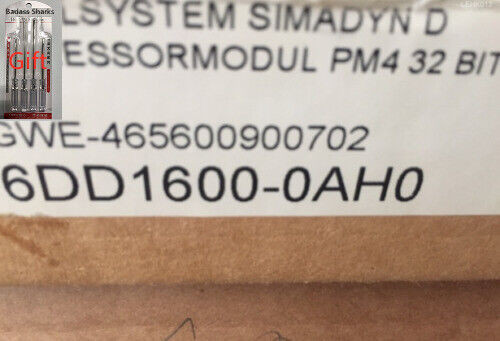 Badass Sharks
Gift
LSYSTEM SIMADYN D
ESSORMODUL PM4 32 BIT
GWE-465600900702
6DD1600-0AH0